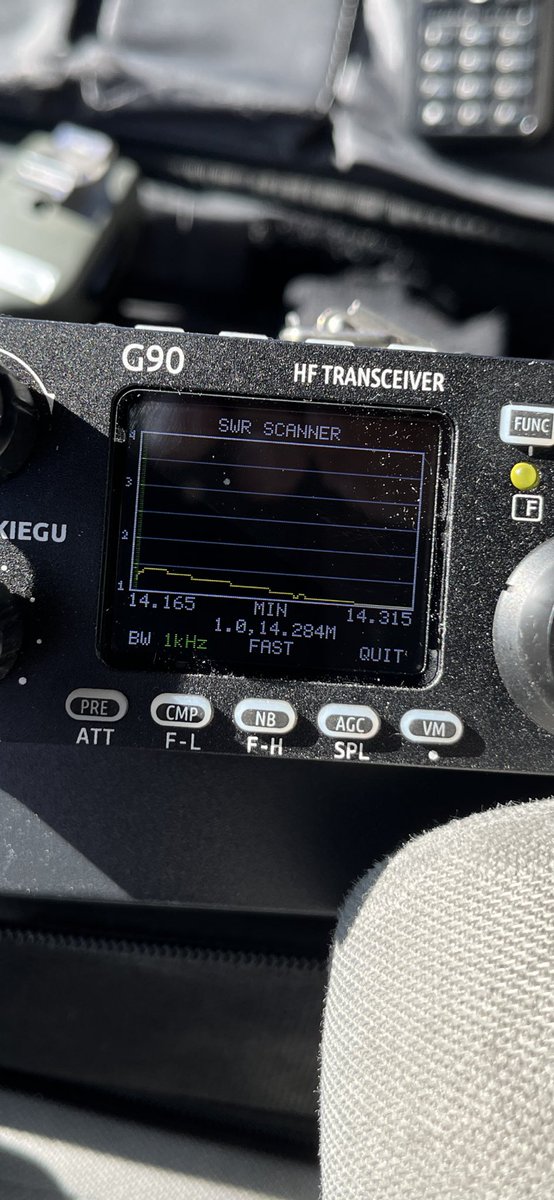 G90
HF TRANSCEIVER
FUNC
F
XIEGU
SWR SCANNER
4
3
2
1
14.165 MIN 14.315
1.0,14.284M
BW 1kHz FAST QUIT
PRE CMP NB AGC VM
ATT F-L F-H SPL